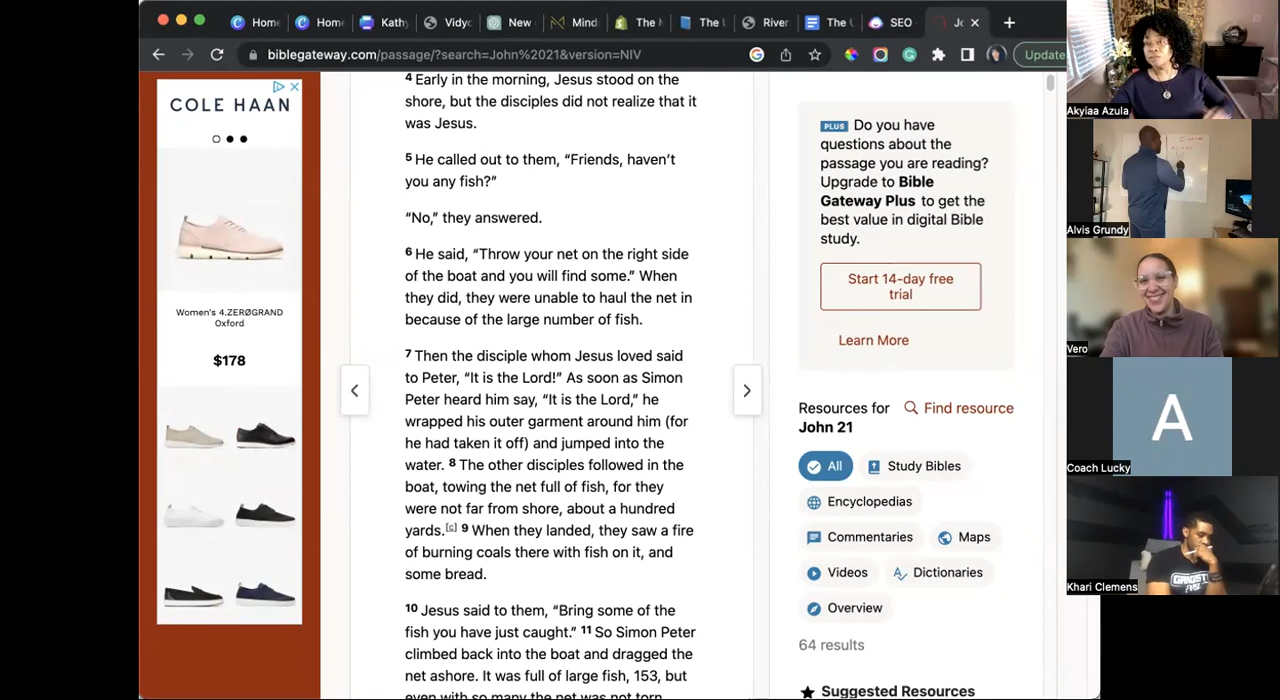 Home
Home
Kathy
Vidyc
New
Mind
The M
The U
River
The U
SEO
Jo
biblegateway.com/passage/?search=John%2021&version=NIV
Update
COLE HAAN
Women's 4.ZERØGRAND
Oxford
$178
4 Early in the morning, Jesus stood on the
shore, but the disciples did not realize that it
was Jesus.
5 He called out to them, “Friends, haven’t
you any fish?”
“No,” they answered.
6 He said, “Throw your net on the right side
of the boat and you will find some.” When
they did, they were unable to haul the net in
because of the large number of fish.
7 Then the disciple whom Jesus loved said
to Peter, “It is the Lord!” As soon as Simon
Peter heard him say, “It is the Lord,” he
wrapped his outer garment around him (for
he had taken it off) and jumped into the
water. 8 The other disciples followed in the
boat, towing the net full of fish, for they
were not far from shore, about a hundred
yards.[c] 9 When they landed, they saw a fire
of burning coals there with fish on it, and
some bread.
10 Jesus said to them, “Bring some of the
fish you have just caught.” 11 So Simon Peter
climbed back into the boat and dragged the
net ashore. It was full of large fish, 153, but
even with so many the net was not torn
PLUS Do you have
questions about the
passage you are reading?
Upgrade to Bible
Gateway Plus to get the
best value in digital Bible
study.
Start 14-day free
trial
Learn More
Resources for
John 21
Find resource
All
Study Bibles
Encyclopedias
Commentaries
Maps
Videos
Dictionaries
Overview
64 results
Suggested Resources
Akyiaa Azula
Alvis Grundy
Vero
A
Coach Lucky
Khari Clemens